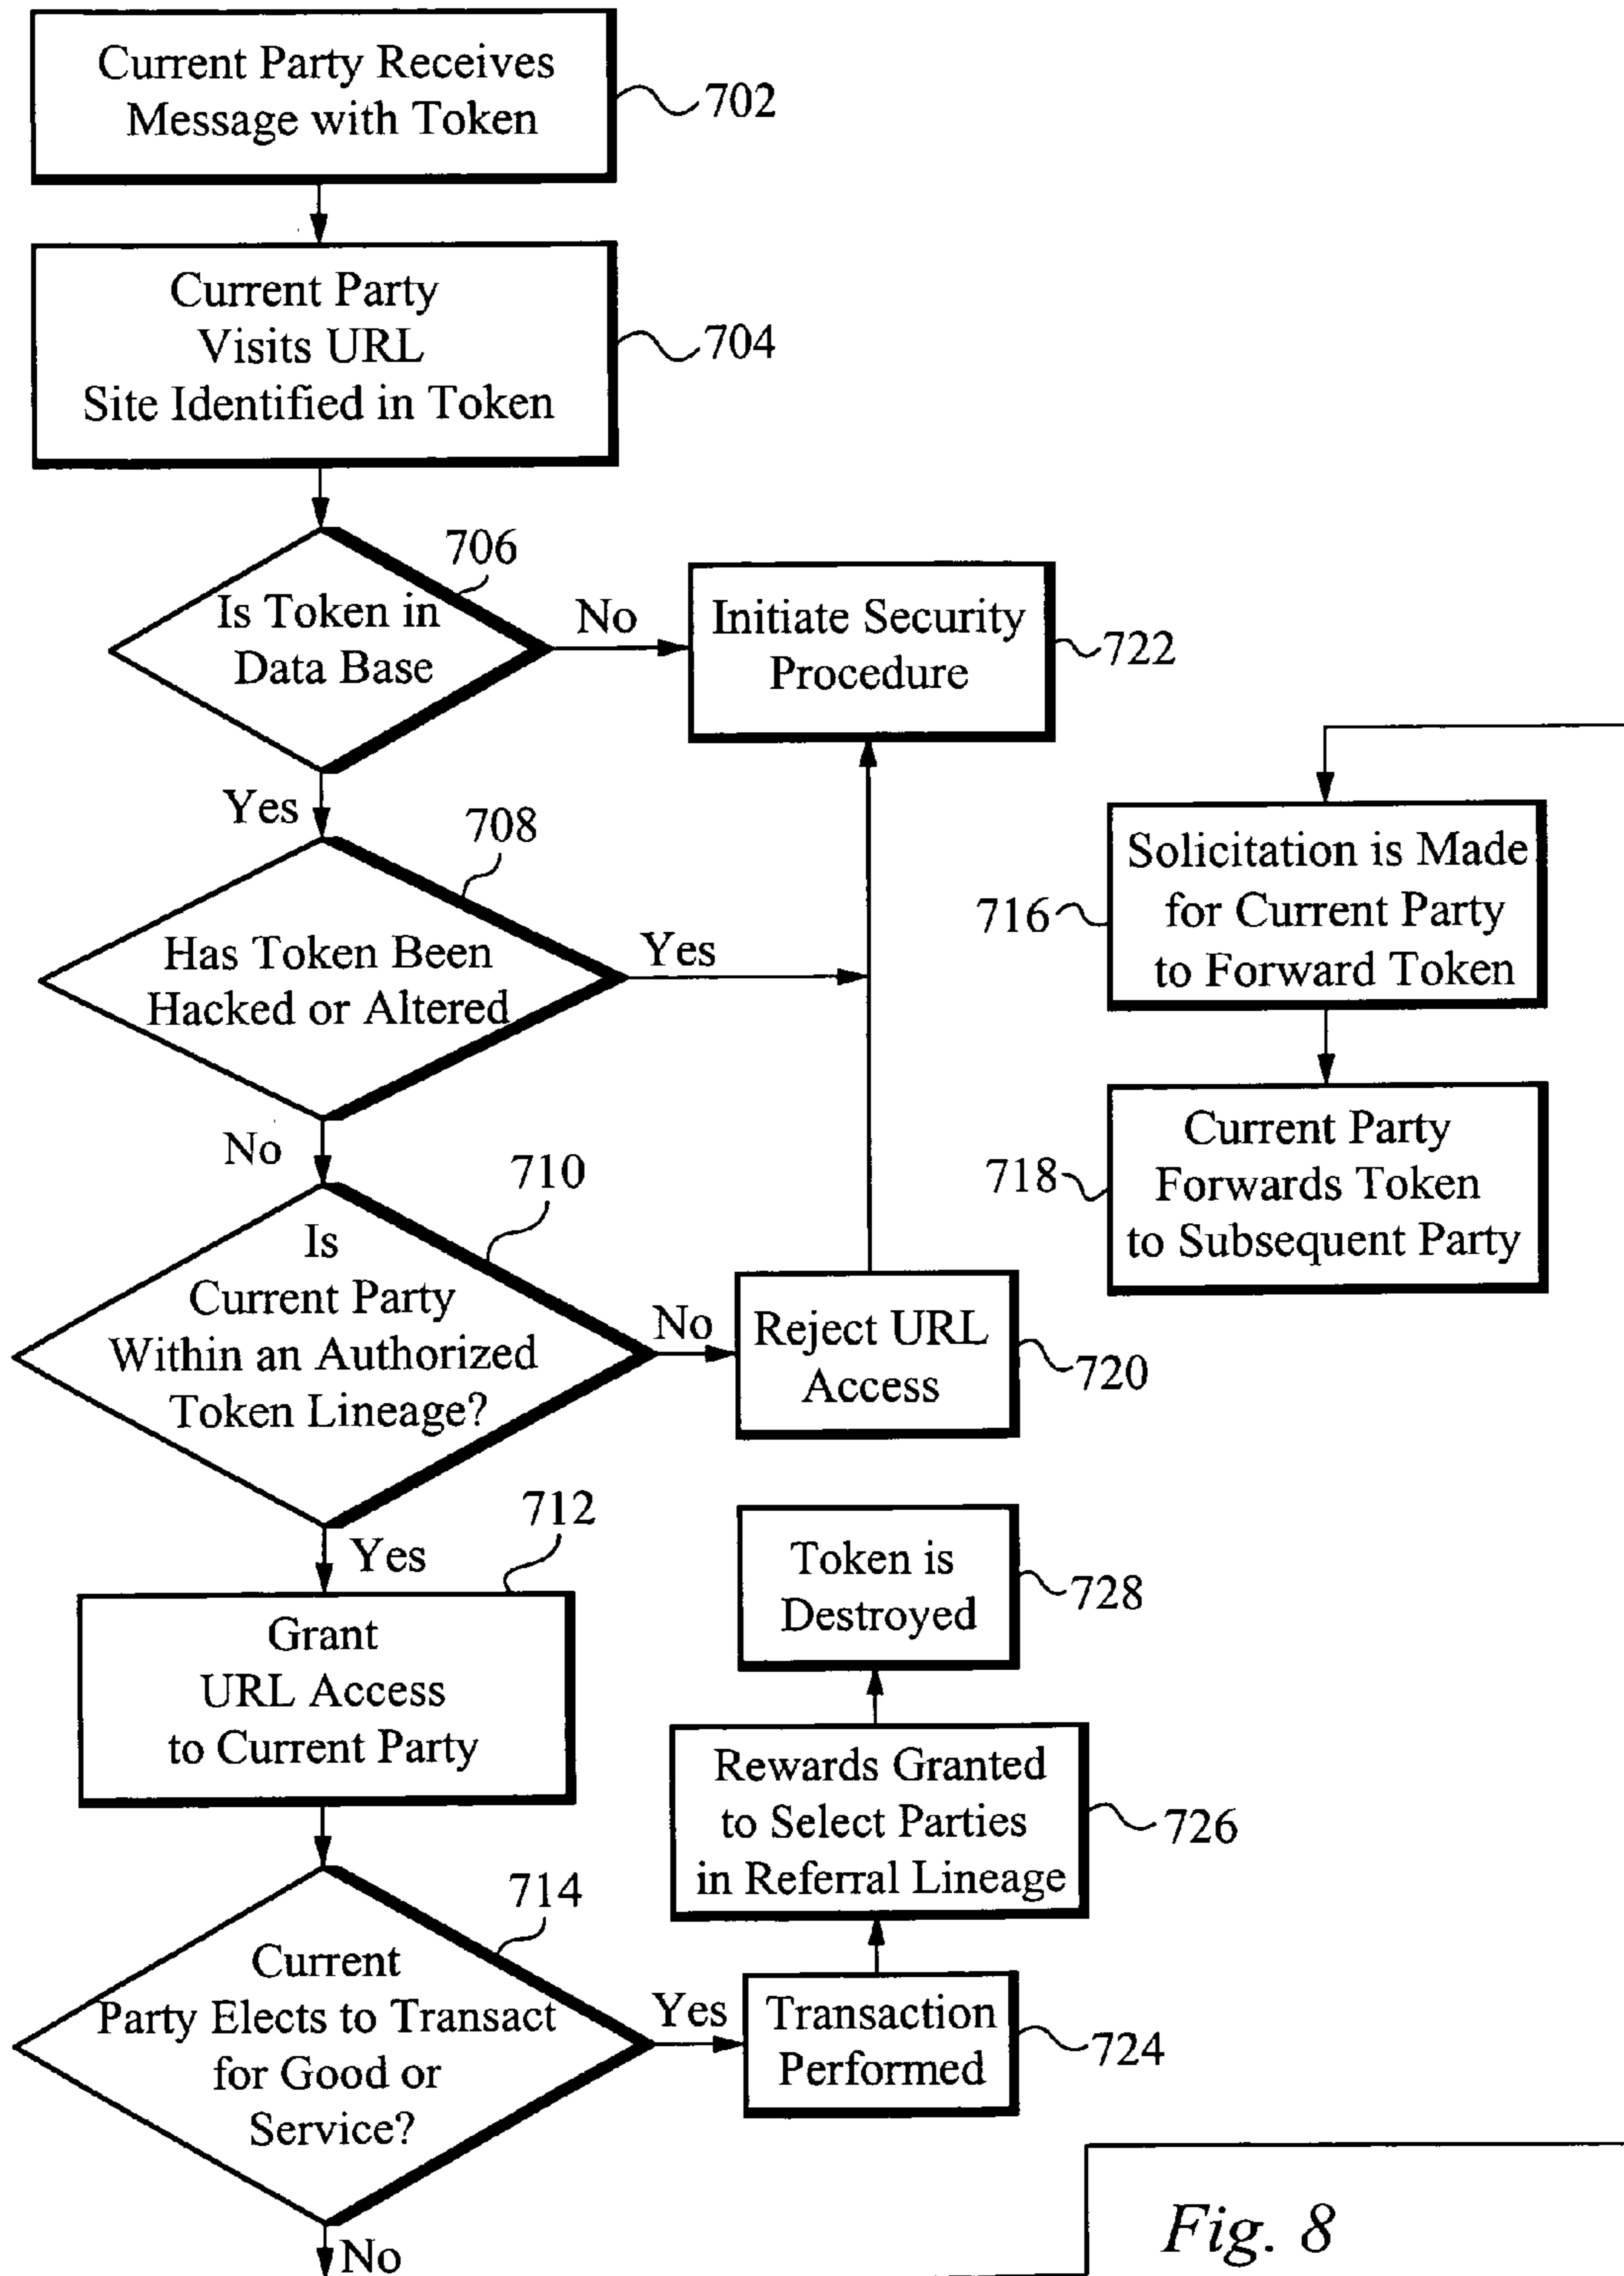 Current Party Receives
Message with Token
702
Current Party
Visits URL
Site Identified in Token
704
706
Is Token in
Data Base
No
Initiate Security
Procedure
722
Yes
708
Has Token Been
Hacked or Altered
Yes
Solicitation is Made
for Current Party
to Forward Token
716
No
Current Party
Forwards Token
to Subsequent Party
718
710
Is
Current Party
Within an Authorized
Token Lineage?
No
Reject URL
Access
720
Yes
712
Token is
Destroyed
728
Grant
URL Access
to Current Party
Rewards Granted
to Select Parties
in Referral Lineage
726
714
Current
Party Elects to Transact
for Good or
Service?
Yes
Transaction
Performed
724
No
Fig. 8